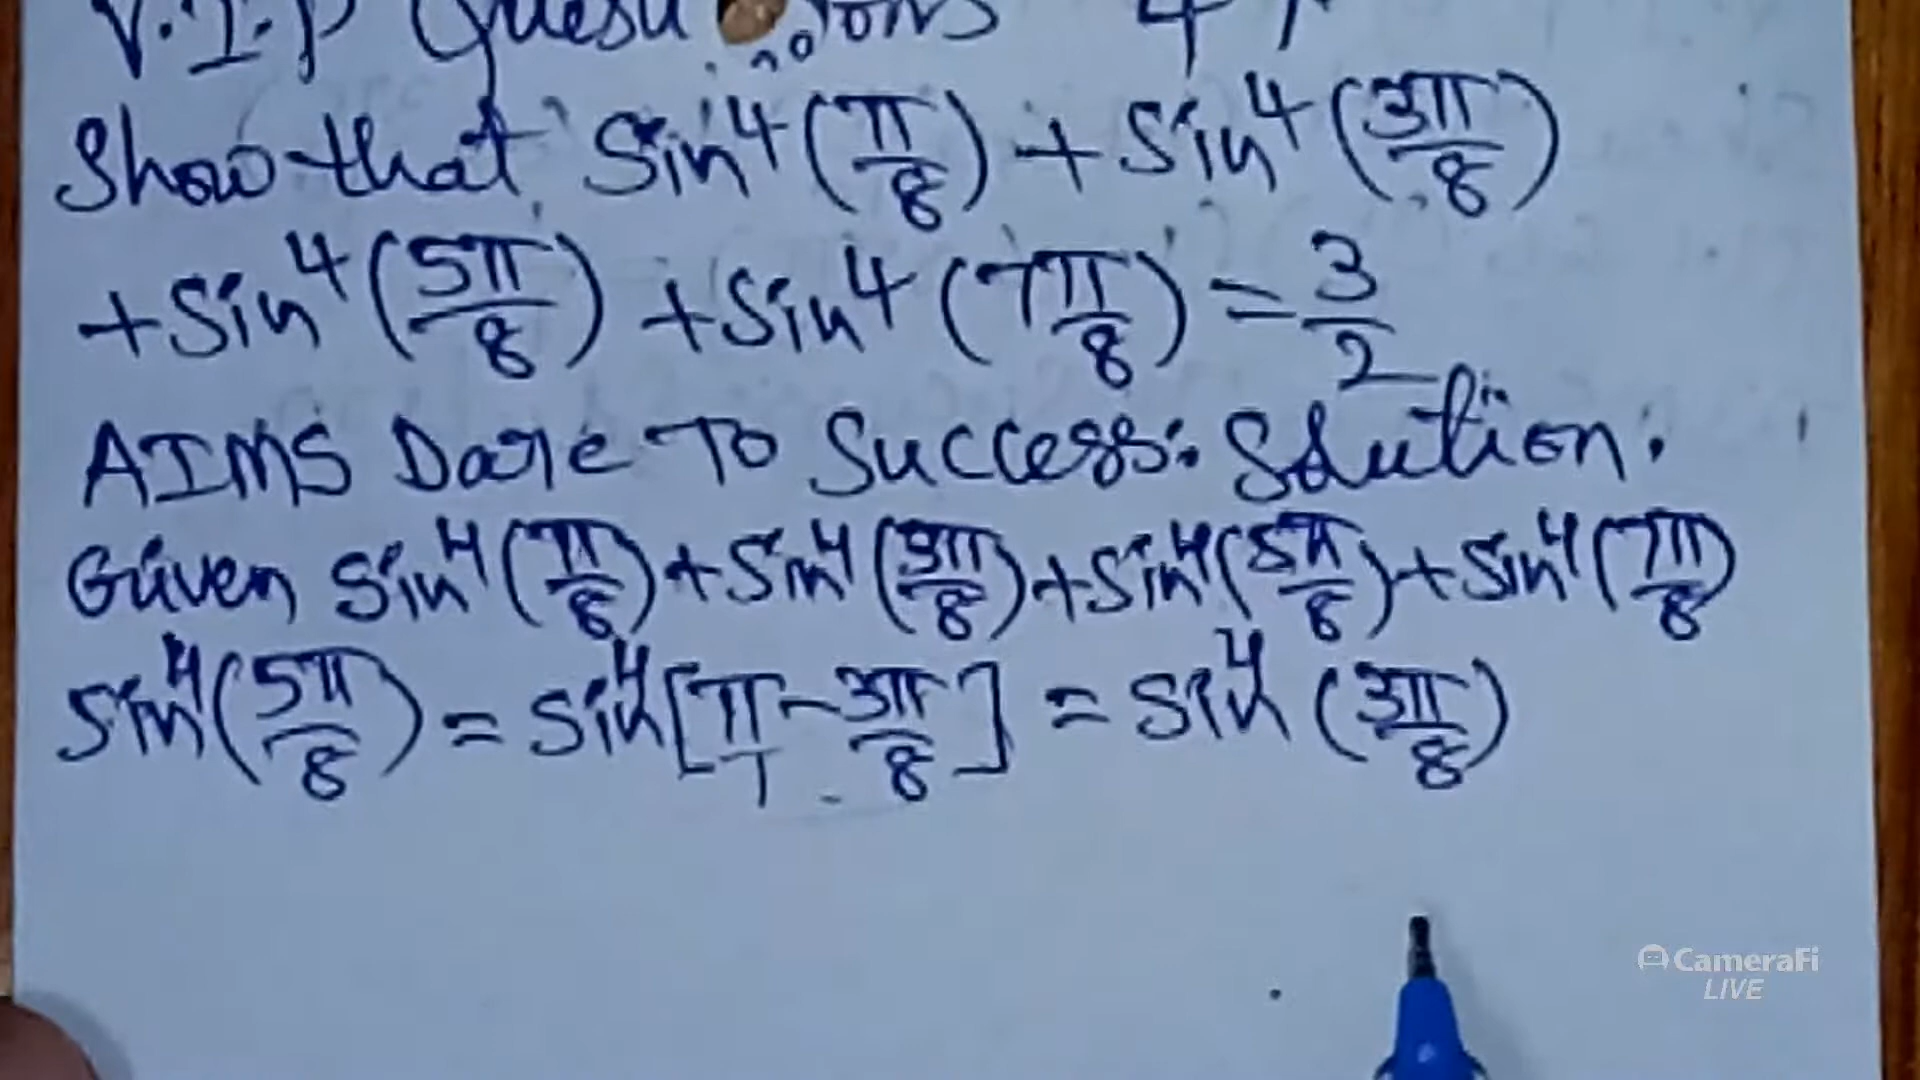 V.I.P Questions
Show that Sin⁴(π/8) + Sin⁴(3π/8)
+ Sin⁴(5π/8) + Sin⁴(7π/8) = 3/2
AIMS Dare To Success. Solution.
Given Sin⁴(π/8) + Sin⁴(3π/8) + Sin⁴(5π/8) + Sin⁴(7π/8)
Sin⁴(5π/8) = Sin⁴[π - 3π/8] = Sin⁴(3π/8)
CameraFi
LIVE